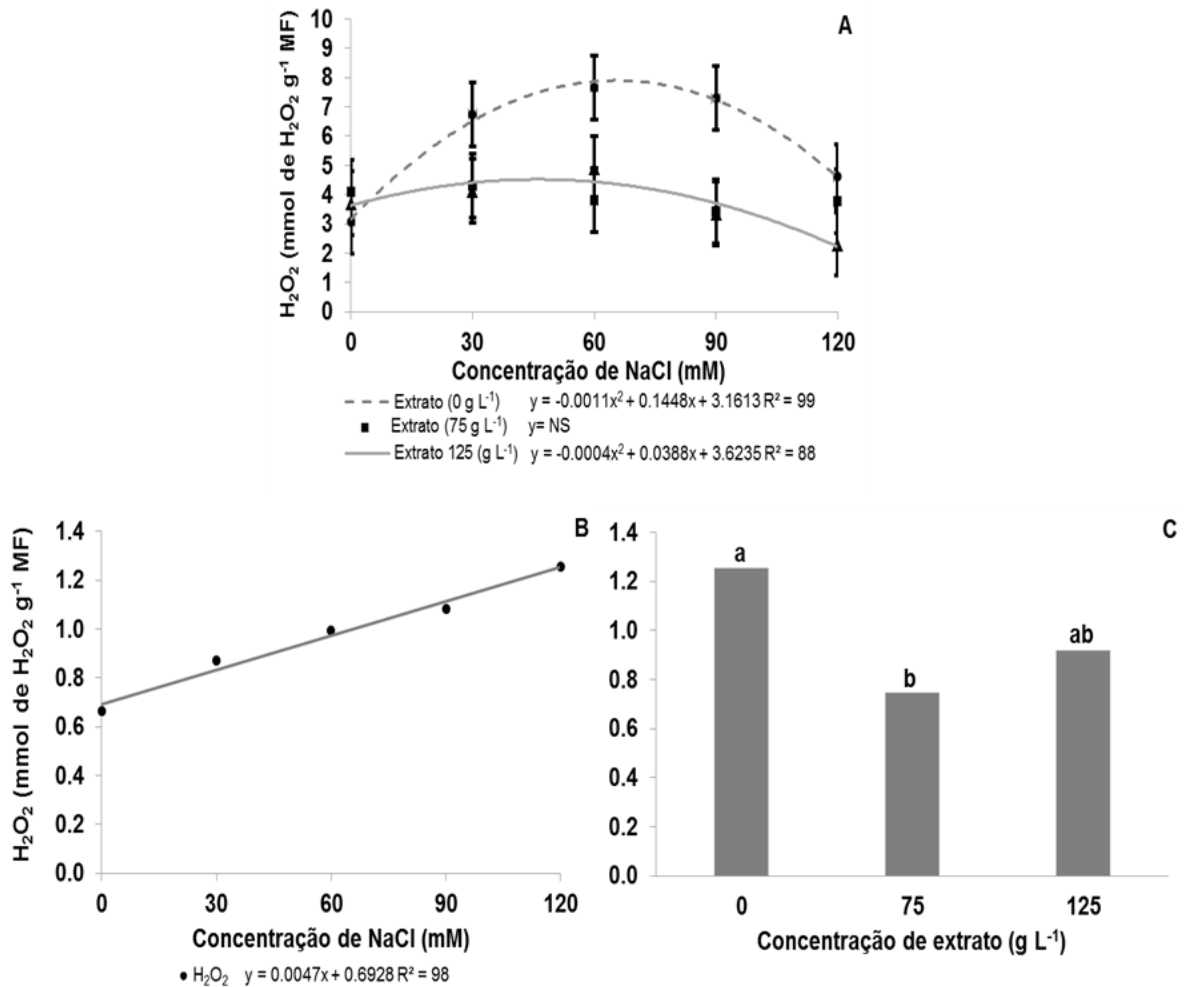 A
H₂O₂ (mmol de H₂O₂ g⁻¹ MF)
10
9
8
7
6
5
4
3
2
1
0
0 30 60 90 120
Concentração de NaCl (mM)
Extrato (0 g L⁻¹) y = -0.0011x² + 0.1448x + 3.1613 R² = 99
Extrato (75 g L⁻¹) y= NS
Extrato 125 (g L⁻¹) y = -0.0004x² + 0.0388x + 3.6235 R² = 88
B
H₂O₂ (mmol de H₂O₂ g⁻¹ MF)
1.4
1.2
1.0
0.8
0.6
0.4
0.2
0.0
0 30 60 90 120
Concentração de NaCl (mM)
H₂O₂ y = 0.0047x + 0.6928 R² = 98
C
1.4
1.2
1.0
0.8
0.6
0.4
0.2
0.0
a
b
ab
0 75 125
Concentração de extrato (g L⁻¹)